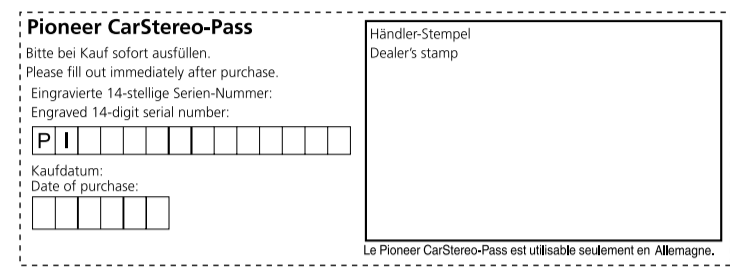 Pioneer CarStereo-Pass
Bitte bei Kauf sofort ausfüllen.
Please fill out immediately after purchase.
Eingravierte 14-stellige Serien-Nummer:
Engraved 14-digit serial number:
P I
Kaufdatum:
Date of purchase:
Händler-Stempel
Dealer's stamp
Le Pioneer CarStereo-Pass est utilisable seulement en Allemagne.